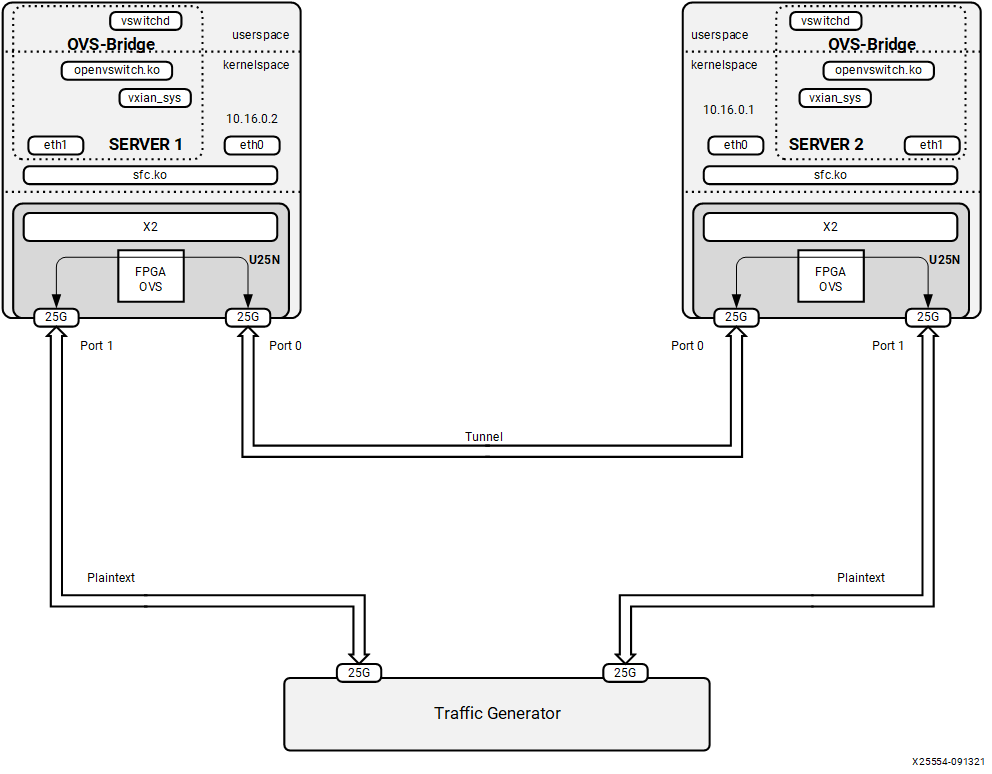 vswitchd
OVS-Bridge
userspace
kernelspace
openvswitch.ko
vxian_sys
10.16.0.2
eth1
SERVER 1
eth0
sfc.ko
X2
U25N
FPGA
OVS
25G
25G
Port 1
Port 0
vswitchd
userspace
OVS-Bridge
kernelspace
openvswitch.ko
vxian_sys
10.16.0.1
eth0
SERVER 2
eth1
sfc.ko
X2
U25N
FPGA
OVS
25G
25G
Port 0
Port 1
Tunnel
Plaintext
Plaintext
25G
25G
Traffic Generator
X25554-091321